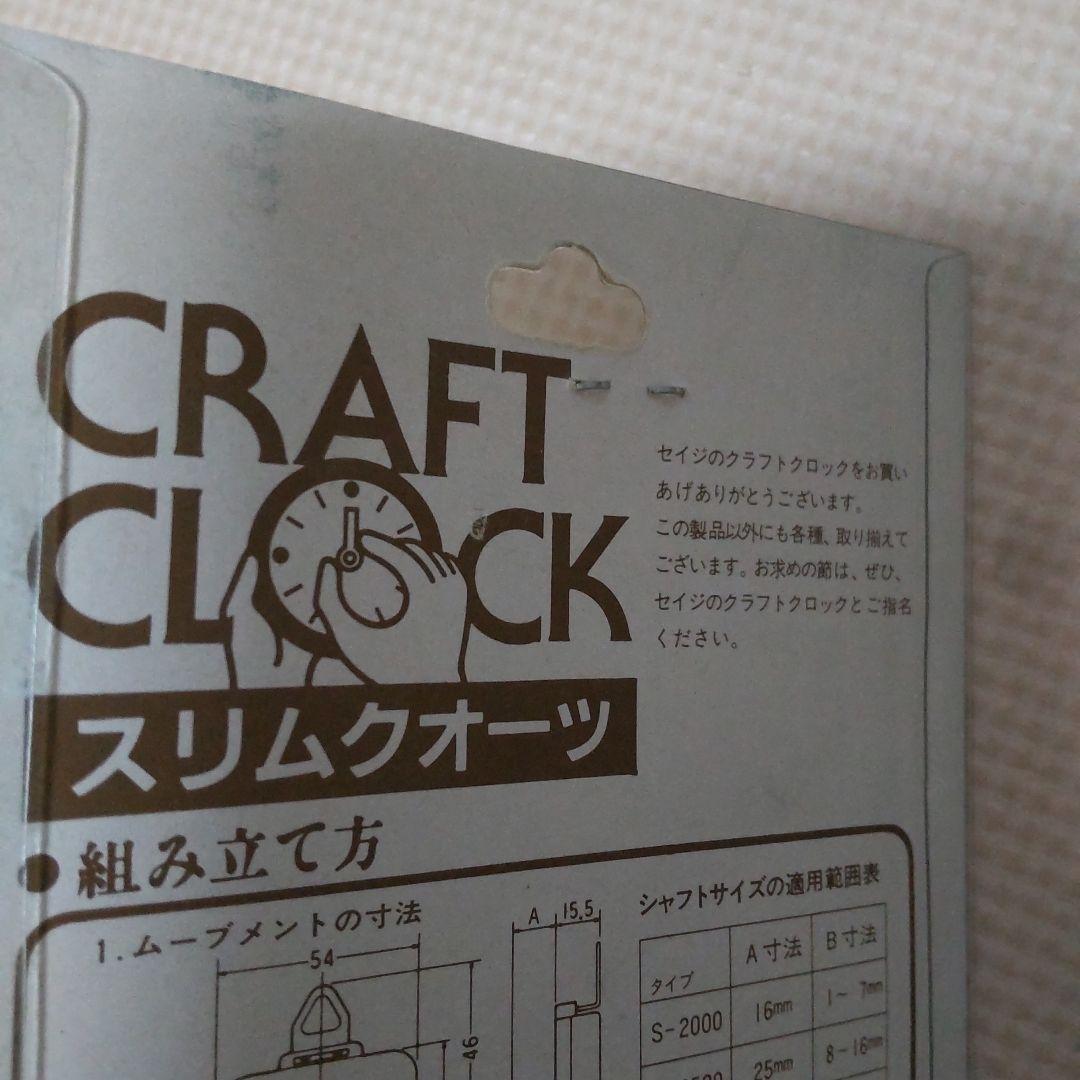 CRAFT
CLOCK
スリムクオーツ
セイジのクラフトクロックをお買い
あげありがとうございます。
この製品以外にも各種、取り揃えて
ございます。お求めの節は、ぜひ、
セイジのクラフトクロックとご指名
ください。
●組み立て方
1.ムーブメントの寸法
54
46
A 15.5
シャフトサイズの適用範囲表
タイプ A寸法 B寸法
S-2000 16mm 1~7mm
25mm 8-16mm